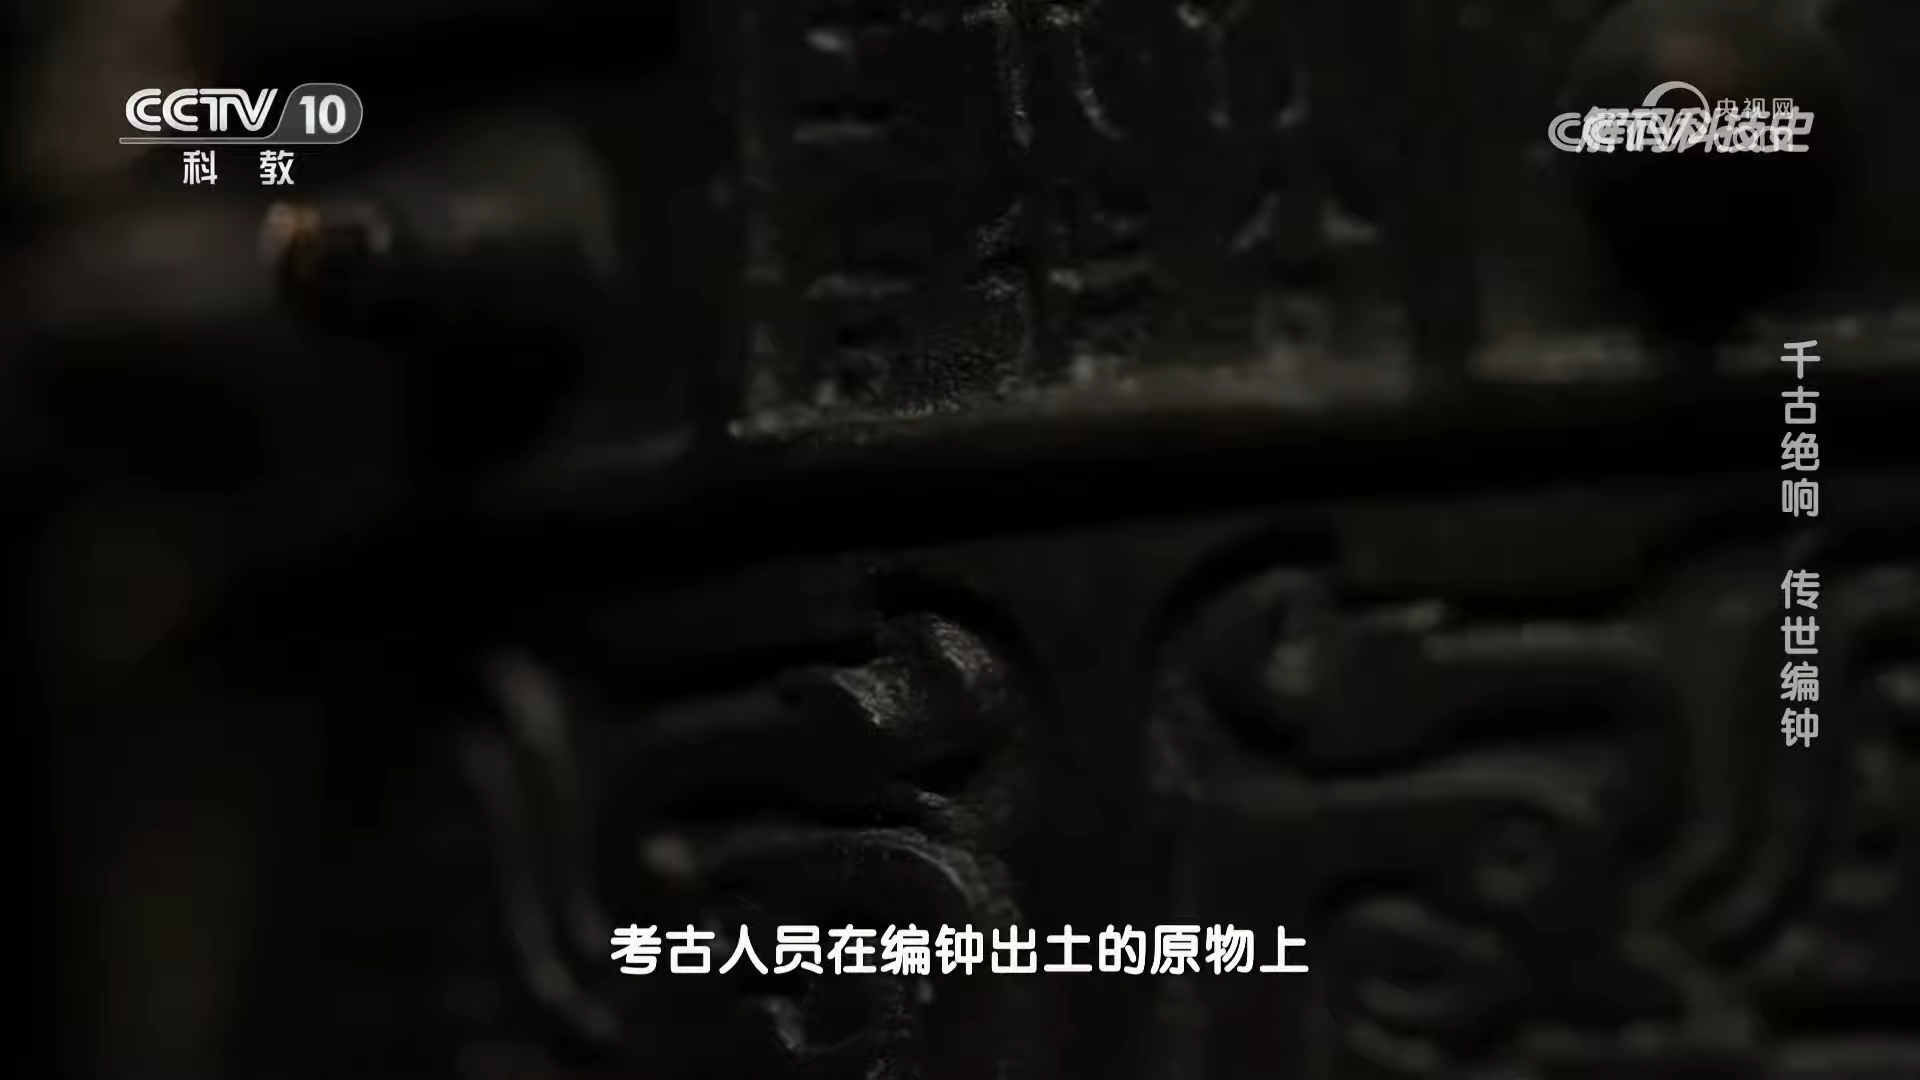 CCTV 10
科 教
央视网
解码科技史
千古绝响 传世编钟
考古人员在编钟出土的原物上